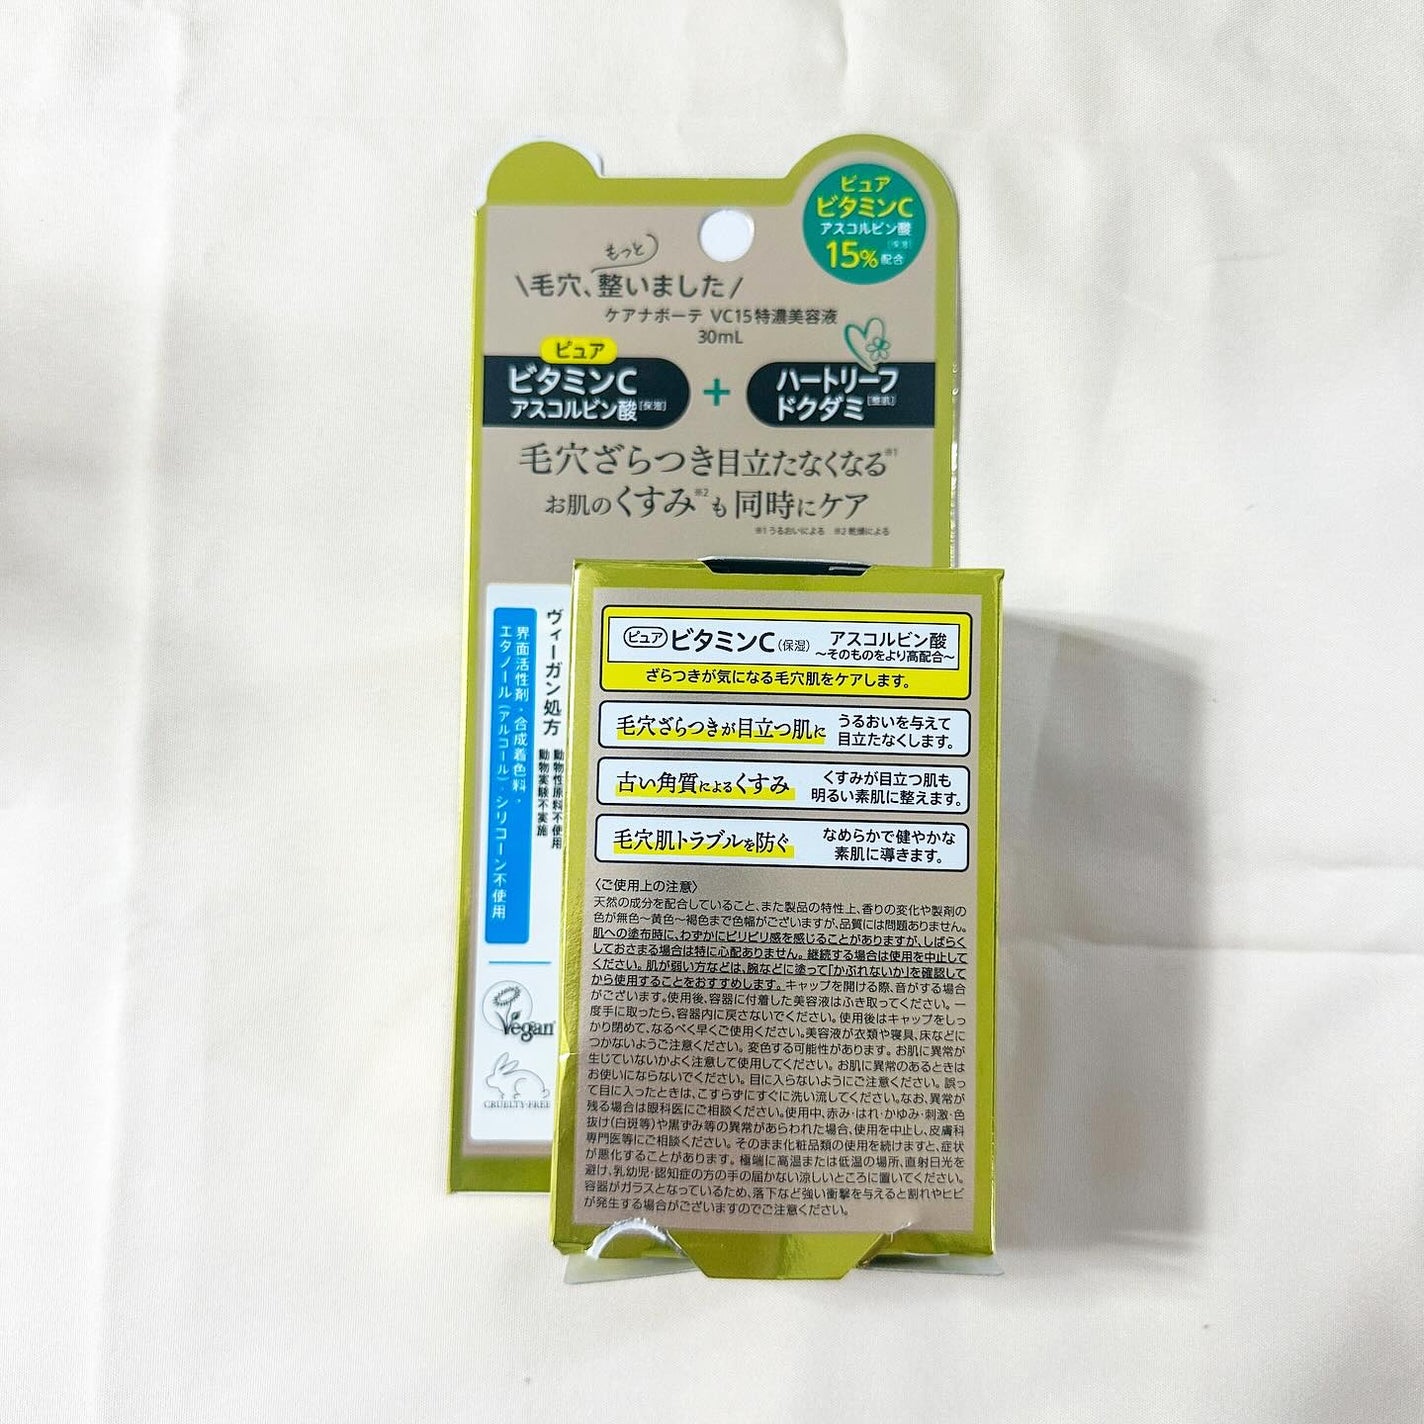 ピュア
ビタミンC
アスコルビン酸
[保湿]
15%配合
もっと
\毛穴、整いました/
ケアナボーテ VC15特濃美容液
30mL
ピュア
ビタミンC
アスコルビン酸[保湿]
+
ハートリーフ
ドクダミ[整肌]
毛穴ざらつき目立たなくなる※1
お肌のくすみ※2も同時にケア
※1 うるおいによる ※2 乾燥による
ヴィーガン処方
動物性原料不使用
動物実験不実施
界面活性剤・合成着色料・
エタノール(アルコール)・シリコーン不使用
Vegan
CRUELTY-FREE
ピュア ビタミンC(保湿) アスコルビン酸
〜そのものをより高配合〜
ざらつきが気になる毛穴肌をケアします。
毛穴ざらつきが目立つ肌に うるおいを与えて
目立たなくします。
古い角質によるくすみ くすみが目立つ肌も
明るい素肌に整えます。
毛穴肌トラブルを防ぐ なめらかで健やかな
素肌に導きます。
〈ご使用上の注意〉
天然の成分を配合していること、また製品の特性上、香りの変化や製剤の
色が無色〜黄色〜褐色まで色幅がございますが、品質には問題ありません。
肌への塗布時に、わずかにピリピリ感を感じることがありますが、しばらく
しておさまる場合は特に心配ありません。継続する場合は使用を中止して
ください。肌が弱い方などは、腕などに塗って「かぶれないか」を確認して
から使用することをおすすめします。キャップを開ける際、音がする場合
がございます。使用後、容器に付着した美容液はふき取ってください。一
度手に取ったら、容器内に戻さないでください。使用後はキャップをしっ
かり閉めて、なるべく早くご使用ください。美容液が衣類や寝具、床などに
つかないようご注意ください。変色する可能性があります。お肌に異常が
生じていないかよく注意して使用してください。お肌に異常のあるときは
お使いにならないでください。目に入らないようにご注意ください。誤っ
て目に入ったときは、こすらずにすぐに洗い流してください。なお、異常が
残る場合は眼科医にご相談ください。使用中、赤み・はれ・かゆみ・刺激・色
抜け(白斑等)や黒ずみ等の異常があらわれた場合、使用を中止し、皮膚科
専門医等にご相談ください。そのまま化粧品類の使用を続けますと、症状
が悪化することがあります。極端に高温または低温の場所、直射日光を
避け、乳幼児・認知症の方の手の届かない涼しいところに置いてください。
容器がガラスとなっているため、落下など強い衝撃を与えると割れやヒビ
が発生する場合がございますのでご注意ください。